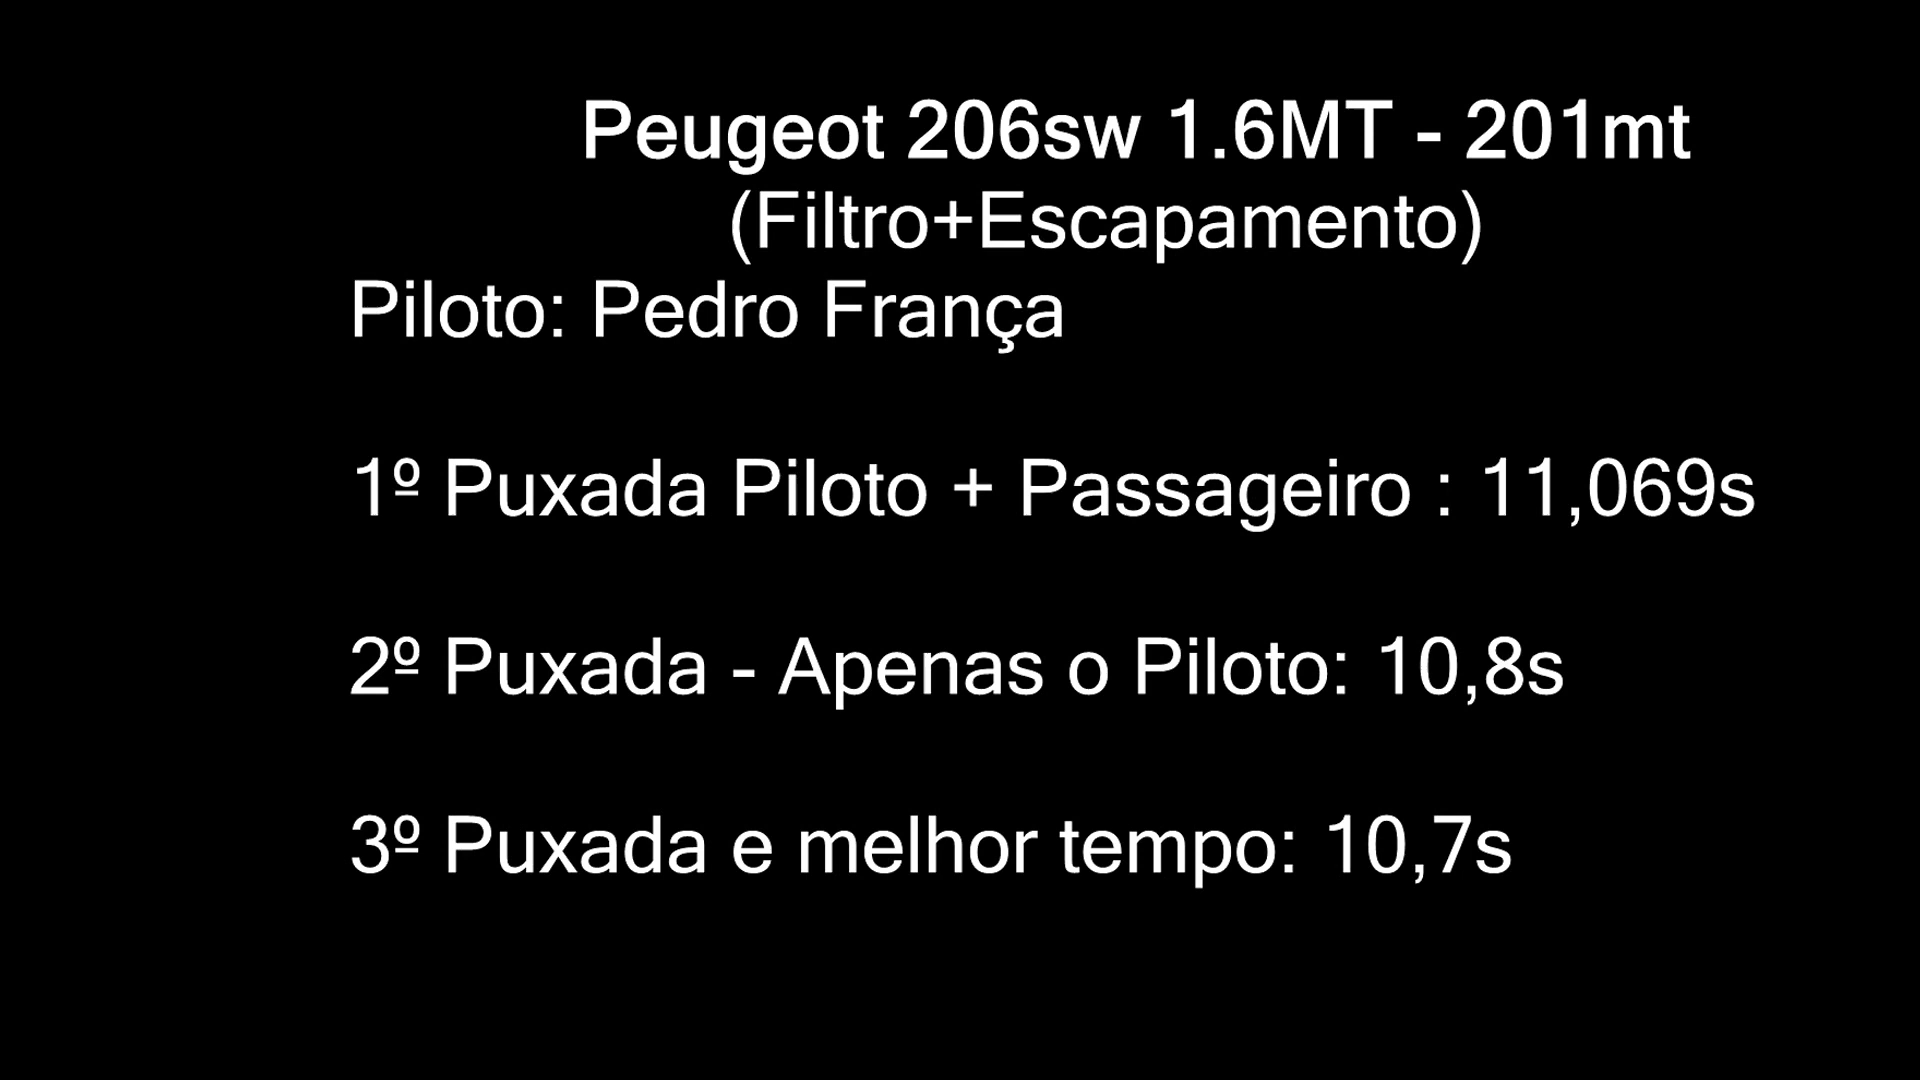 Peugeot 206sw 1.6MT - 201mt
(Filtro+Escapamento)
Piloto: Pedro França
1º Puxada Piloto + Passageiro : 11,069s
2º Puxada - Apenas o Piloto: 10,8s
3º Puxada e melhor tempo: 10,7s